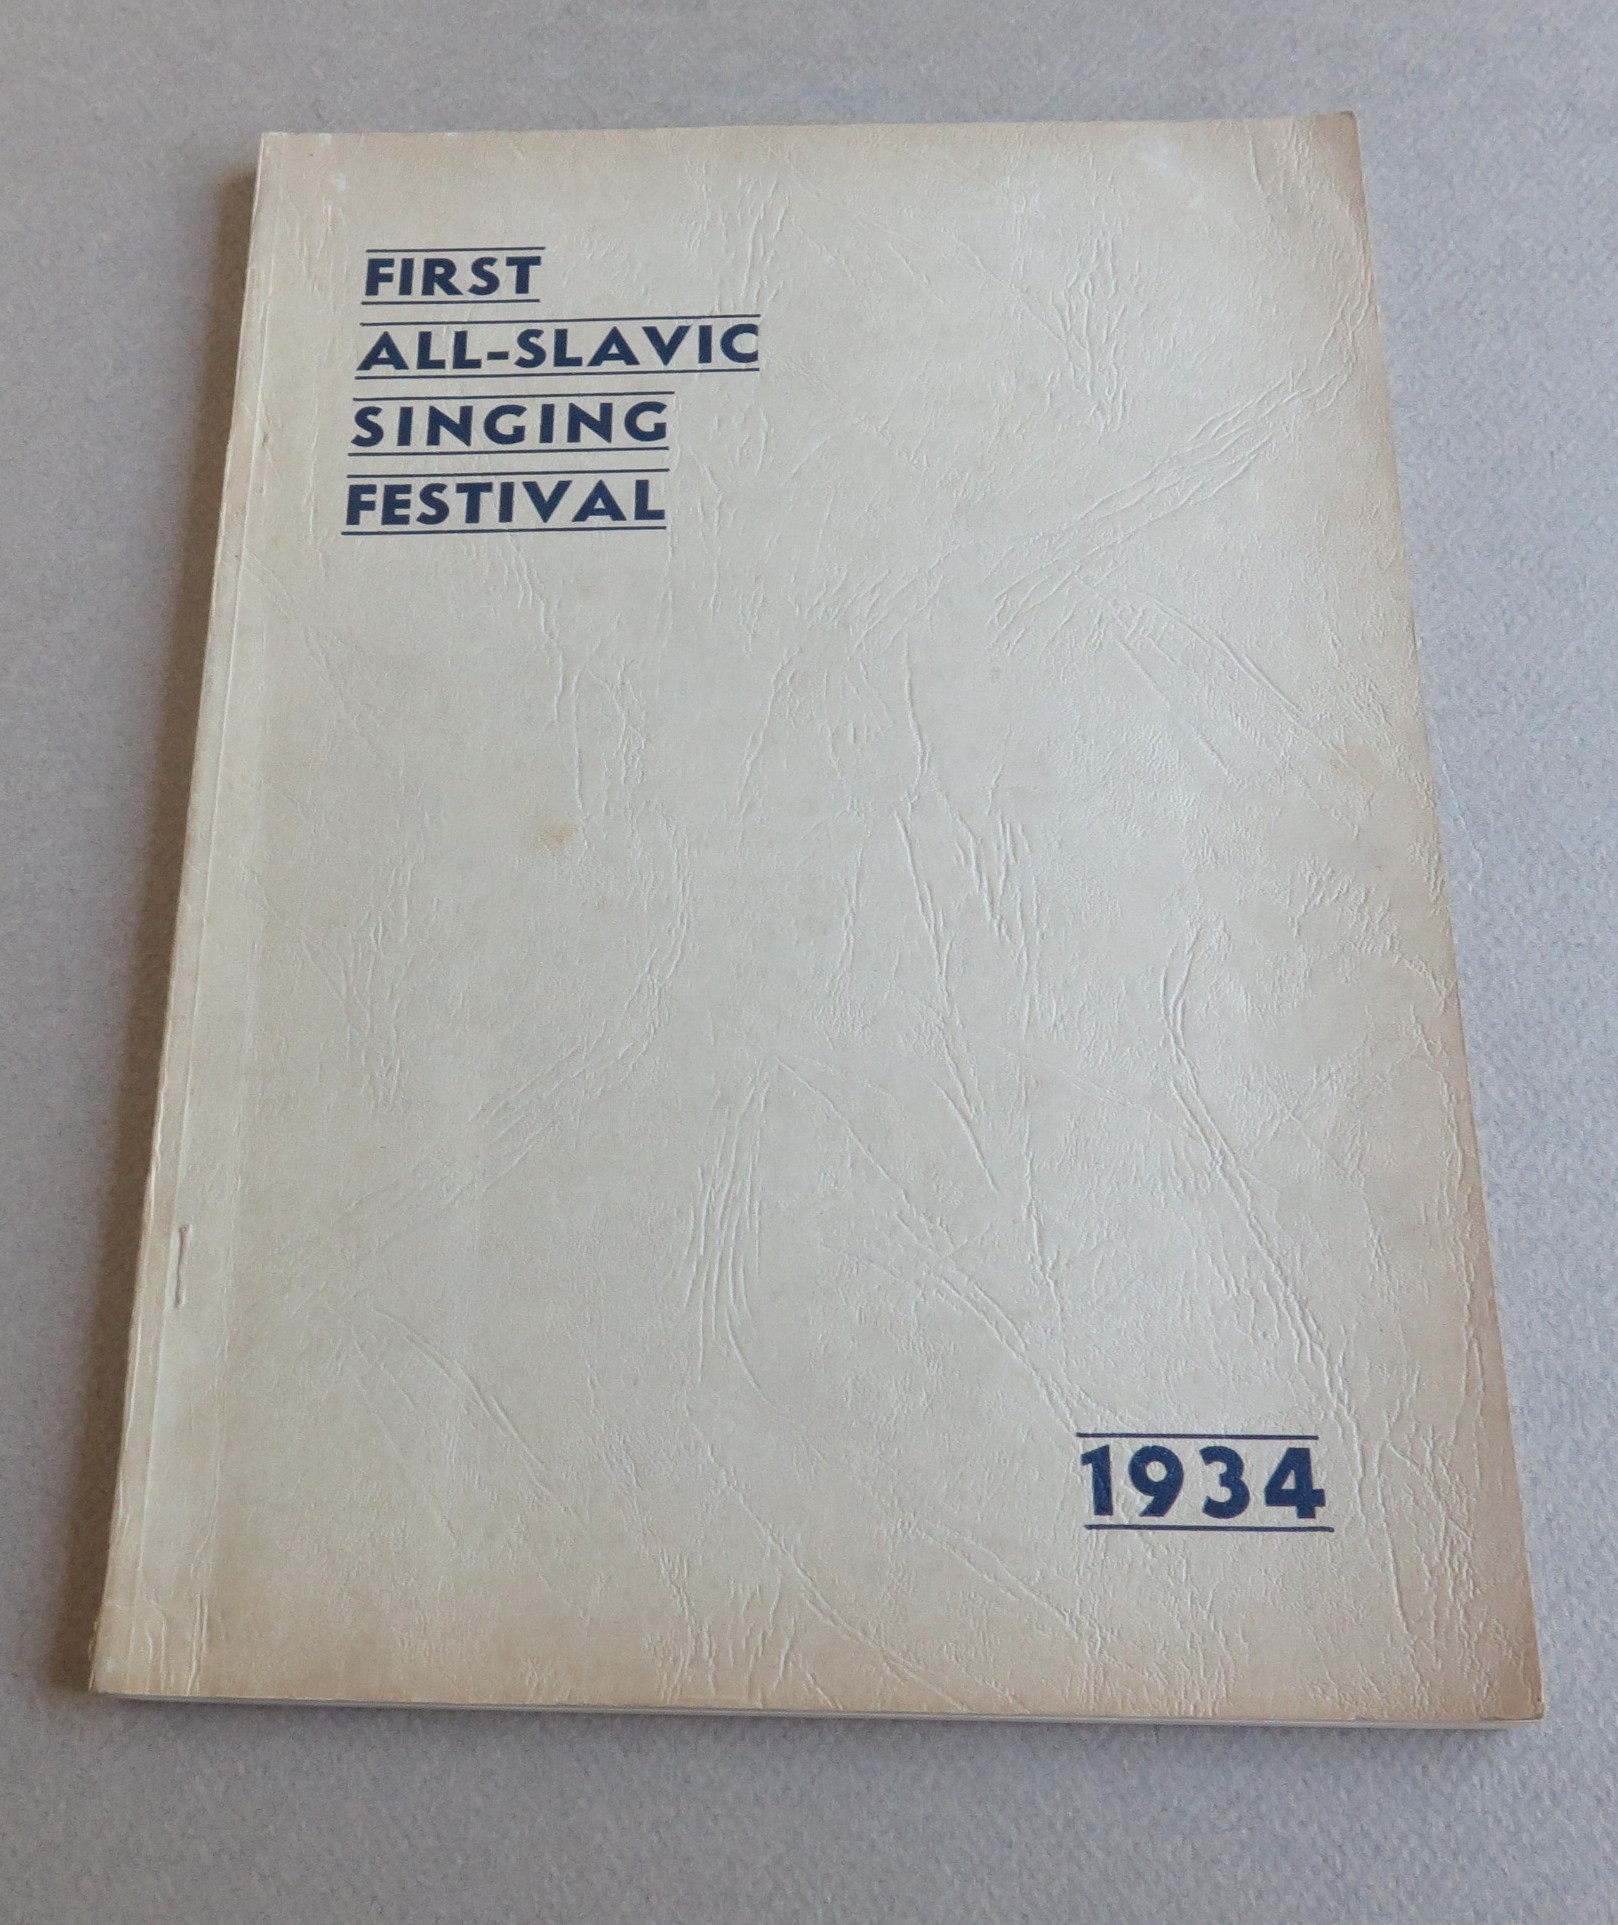 FIRST
ALL-SLAVIC
SINGING
FESTIVAL
1934